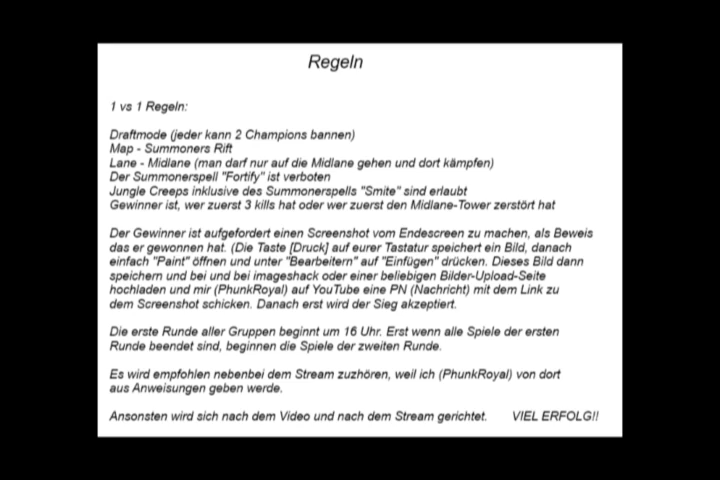 Regeln
1 vs 1 Regeln:
Draftmode (jeder kann 2 Champions bannen)
Map - Summoners Rift
Lane - Midlane (man darf nur auf die Midlane gehen und dort kämpfen)
Der Summonerspell "Fortify" ist verboten
Jungle Creeps inklusive des Summonerspells "Smite" sind erlaubt
Gewinner ist, wer zuerst 3 kills hat oder wer zuerst den Midlane-Tower zerstört hat
Der Gewinner ist aufgefordert einen Screenshot vom Endescreen zu machen, als Beweis
das er gewonnen hat. (Die Taste [Druck] auf eurer Tastatur speichert ein Bild, danach
einfach "Paint" öffnen und unter "Bearbeitern" auf "Einfügen" drücken. Dieses Bild dann
speichern und bei und bei imageshack oder einer beliebigen Bilder-Upload-Seite
hochladen und mir (PhunkRoyal) auf YouTube eine PN (Nachricht) mit dem Link zu
dem Screenshot schicken. Danach erst wird der Sieg akzeptiert.
Die erste Runde aller Gruppen beginnt um 16 Uhr. Erst wenn alle Spiele der ersten
Runde beendet sind, beginnen die Spiele der zweiten Runde.
Es wird empfohlen nebenbei dem Stream zuzhören, weil ich (PhunkRoyal) von dort
aus Anweisungen geben werde.
Ansonsten wird sich nach dem Video und nach dem Stream gerichtet. VIEL ERFOLG!!